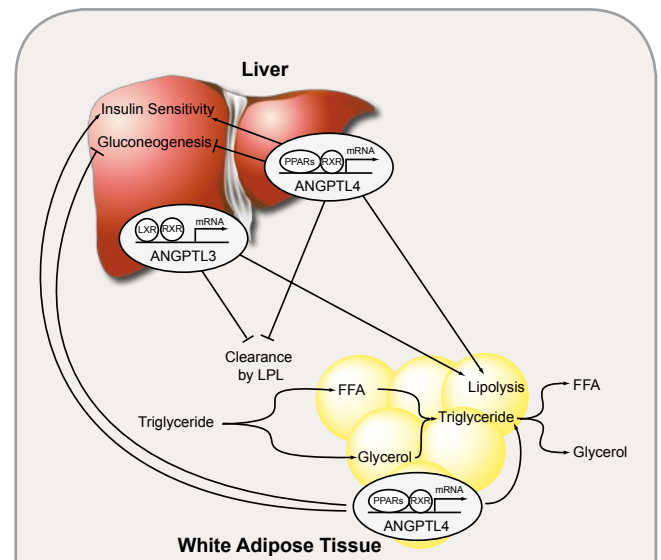 Liver
Insulin Sensitivity
Gluconeogenesis
PPARs RXR mRNA
ANGPTL4
LXR RXR mRNA
ANGPTL3
Clearance
by LPL
Triglyceride
FFA
Glycerol
Lipolysis
Triglyceride
FFA
Glycerol
PPARs RXR mRNA
ANGPTL4
White Adipose Tissue